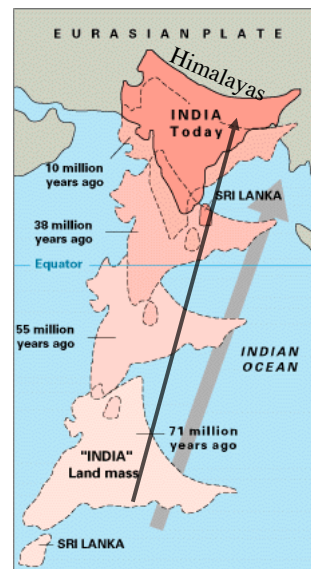 EURASIAN PLATE
Himalayas
INDIA
Today
10 million
years ago
SRI LANKA
38 million
years ago
Equator
55 million
years ago
INDIAN
OCEAN
71 million
years ago
"INDIA"
Land mass
SRI LANKA